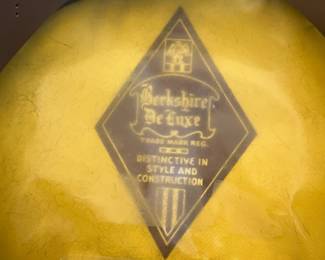 Berkshire
De Luxe
TRADE MARK REG.
DISTINCTIVE IN
STYLE AND
CONSTRUCTION